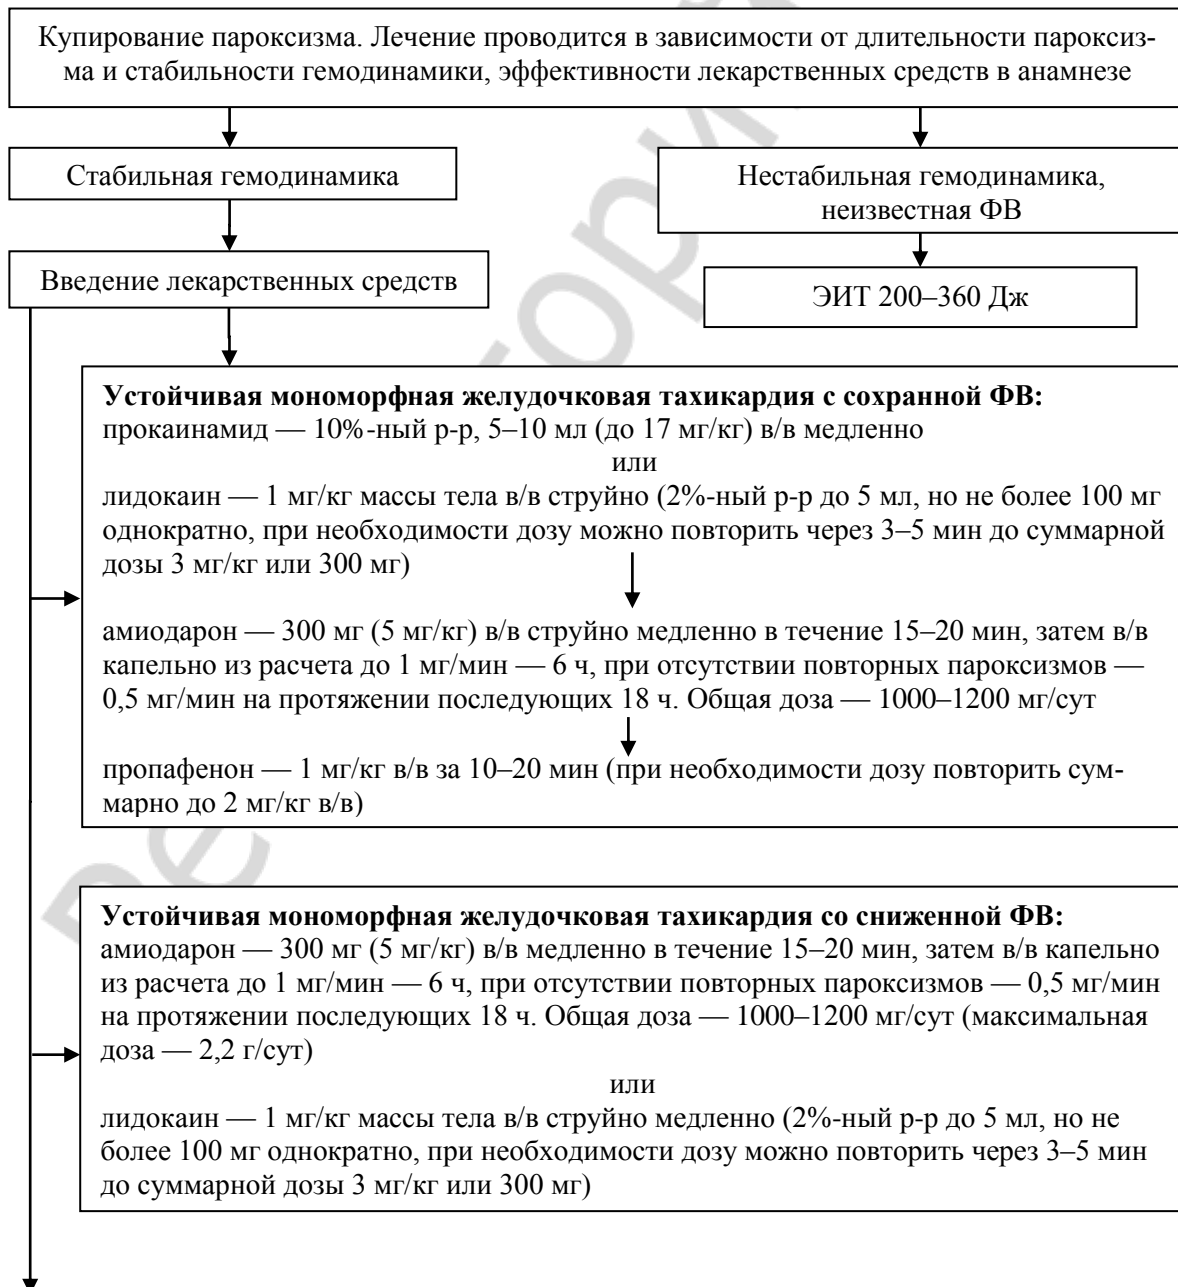 Купирование пароксизма. Лечение проводится в зависимости от длительности пароксиз-
ма и стабильности гемодинамики, эффективности лекарственных средств в анамнезе
Стабильная гемодинамика
Нестабильная гемодинамика,
неизвестная ФВ
Введение лекарственных средств
ЭИТ 200–360 Дж
Устойчивая мономорфная желудочковая тахикардия с сохранной ФВ:
прокаинамид — 10%-ный р-р, 5–10 мл (до 17 мг/кг) в/в медленно
или
лидокаин — 1 мг/кг массы тела в/в струйно (2%-ный р-р до 5 мл, но не более 100 мг
однократно, при необходимости дозу можно повторить через 3–5 мин до суммарной
дозы 3 мг/кг или 300 мг)
амиодарон — 300 мг (5 мг/кг) в/в струйно медленно в течение 15–20 мин, затем в/в
капельно из расчета до 1 мг/мин — 6 ч, при отсутствии повторных пароксизмов —
0,5 мг/мин на протяжении последующих 18 ч. Общая доза — 1000–1200 мг/сут
пропафенон — 1 мг/кг в/в за 10–20 мин (при необходимости дозу повторить сум-
марно до 2 мг/кг в/в)
Устойчивая мономорфная желудочковая тахикардия со сниженной ФВ:
амиодарон — 300 мг (5 мг/кг) в/в медленно в течение 15–20 мин, затем в/в капельно
из расчета до 1 мг/мин — 6 ч, при отсутствии повторных пароксизмов — 0,5 мг/мин
на протяжении последующих 18 ч. Общая доза — 1000–1200 мг/сут (максимальная
доза — 2,2 г/сут)
или
лидокаин — 1 мг/кг массы тела в/в струйно медленно (2%-ный р-р до 5 мл, но не
более 100 мг однократно, при необходимости дозу можно повторить через 3–5 мин
до суммарной дозы 3 мг/кг или 300 мг)